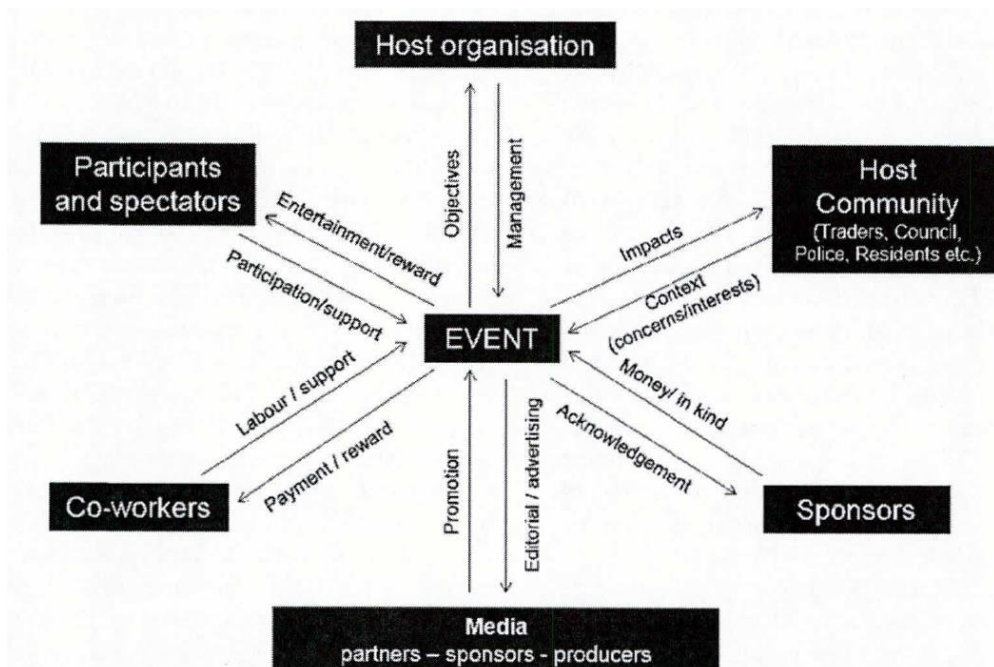 Host organisation
Participants
and spectators
Host
Community
(Traders, Council,
Police, Residents etc.)
Objectives
Management
Entertainment/reward
Participation/support
Impacts
Context
(concerns/interests)
EVENT
Labour / support
Payment / reward
Money/ in kind
Acknowledgement
Promotion
Editorial / advertising
Co-workers
Sponsors
Media
partners – sponsors - producers